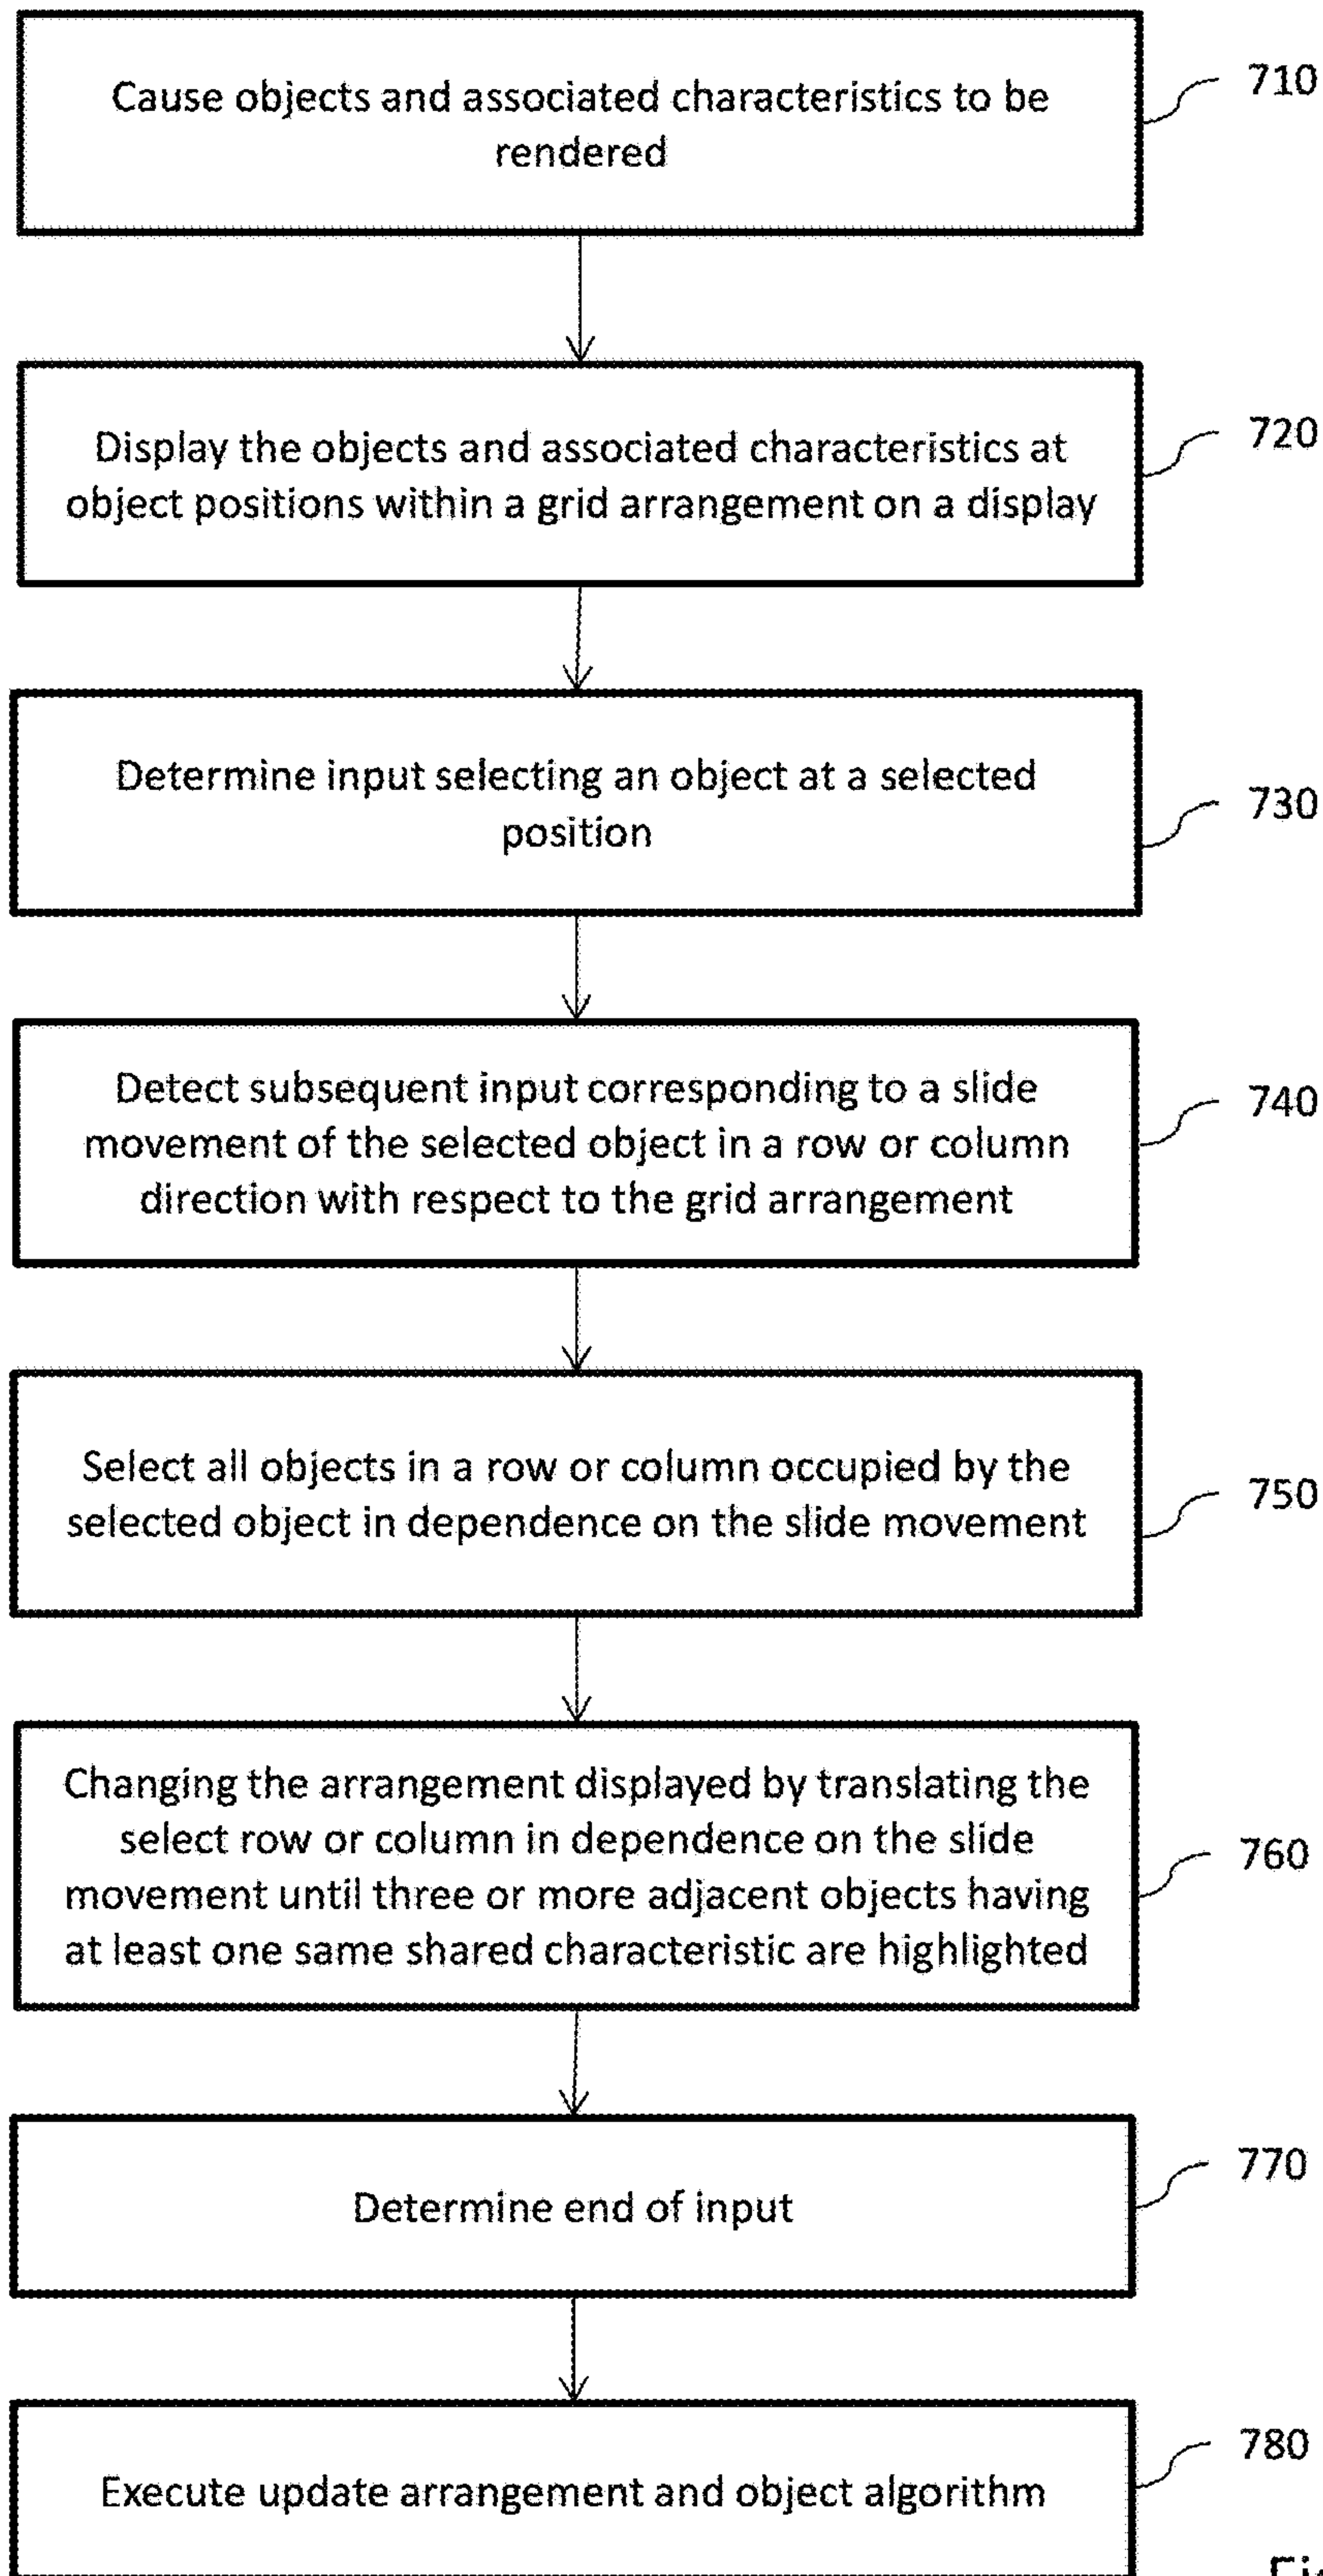 Cause objects and associated characteristics to be
rendered
710
Display the objects and associated characteristics at
object positions within a grid arrangement on a display
720
Determine input selecting an object at a selected
position
730
Detect subsequent input corresponding to a slide
movement of the selected object in a row or column
direction with respect to the grid arrangement
740
Select all objects in a row or column occupied by the
selected object in dependence on the slide movement
750
Changing the arrangement displayed by translating the
select row or column in dependence on the slide
movement until three or more adjacent objects having
at least one same shared characteristic are highlighted
760
Determine end of input
770
Execute update arrangement and object algorithm
780